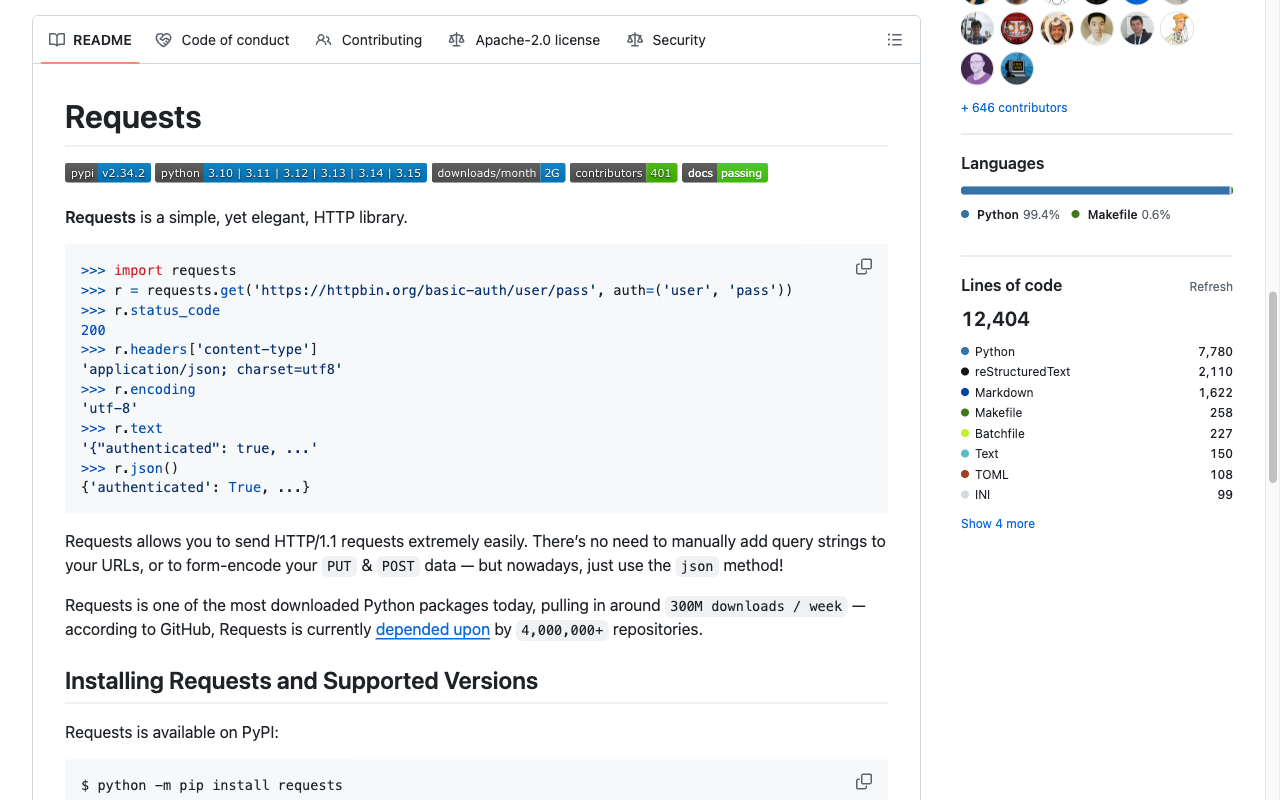 README
Code of conduct
Contributing
Apache-2.0 license
Security
Requests
pypi v2.34.2
python 3.10 | 3.11 | 3.12 | 3.13 | 3.14 | 3.15
downloads/month 2G
contributors 401
docs passing
Requests is a simple, yet elegant, HTTP library.
>>> import requests
>>> r = requests.get('https://httpbin.org/basic-auth/user/pass', auth=('user', 'pass'))
>>> r.status_code
200
>>> r.headers['content-type']
'application/json; charset=utf8'
>>> r.encoding
'utf-8'
>>> r.text
'{"authenticated": true, ...'
>>> r.json()
{'authenticated': True, ...}
Requests allows you to send HTTP/1.1 requests extremely easily. There’s no need to manually add query strings to
your URLs, or to form-encode your PUT & POST data — but nowadays, just use the json method!
Requests is one of the most downloaded Python packages today, pulling in around 300M downloads / week —
according to GitHub, Requests is currently depended upon by 4,000,000+ repositories.
Installing Requests and Supported Versions
Requests is available on PyPI:
$ python -m pip install requests
+ 646 contributors
Languages
Python 99.4% Makefile 0.6%
Lines of code Refresh
12,404
Python 7,780
reStructuredText 2,110
Markdown 1,622
Makefile 258
Batchfile 227
Text 150
TOML 108
INI 99
Show 4 more